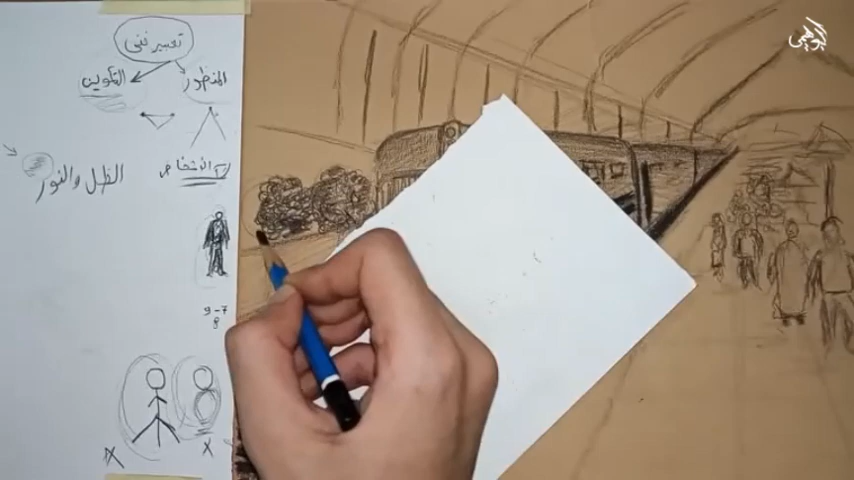 تعبير فني
المنظور
التكوين
الأشخاص
الظل والنور
9-7
8